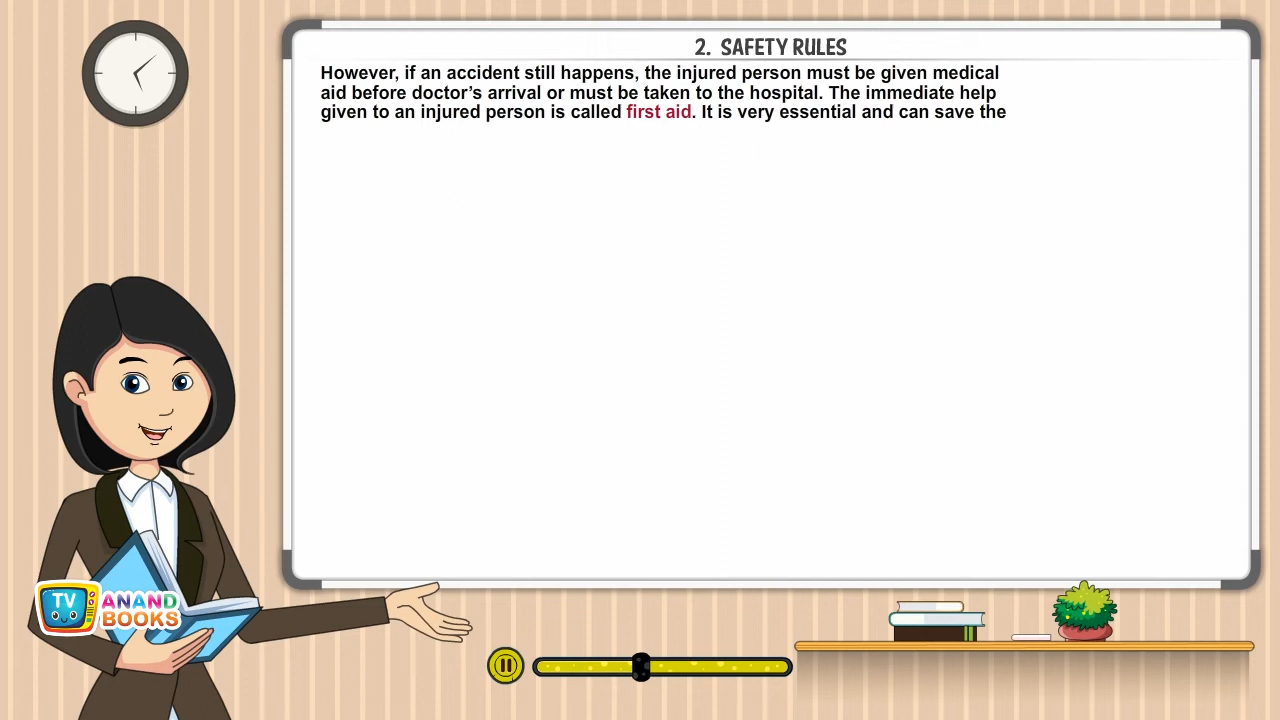 2. SAFETY RULES
However, if an accident still happens, the injured person must be given medical
aid before doctor’s arrival or must be taken to the hospital. The immediate help
given to an injured person is called first aid. It is very essential and can save the
TV
ANAND
BOOKS